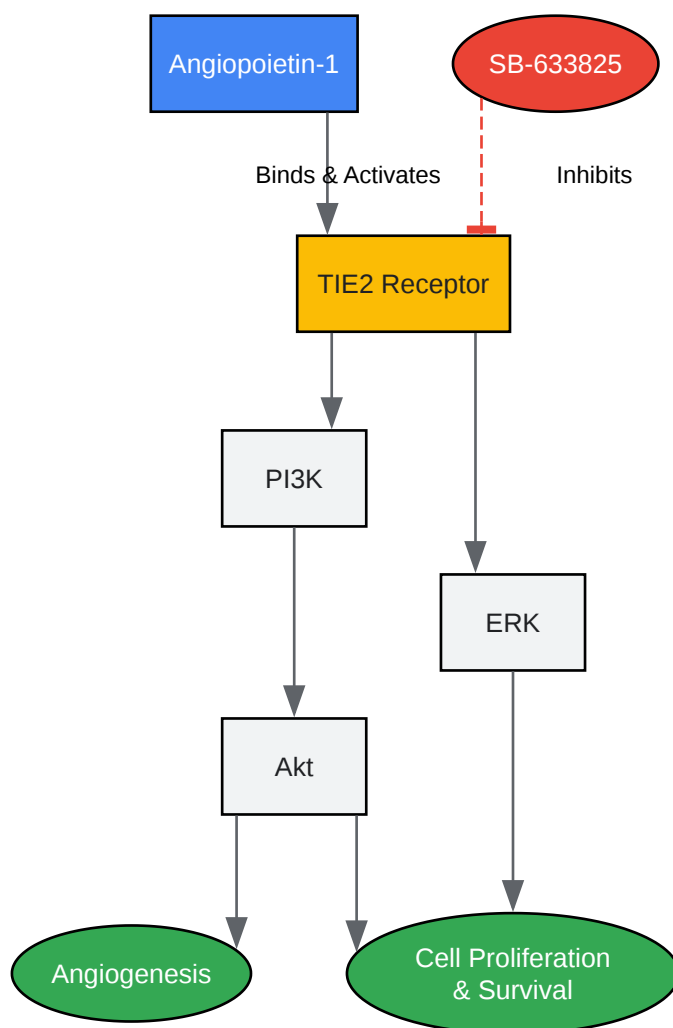 Angiopoietin-1
SB-633825
Binds & Activates
Inhibits
TIE2 Receptor
PI3K
ERK
Akt
Angiogenesis
Cell Proliferation
& Survival